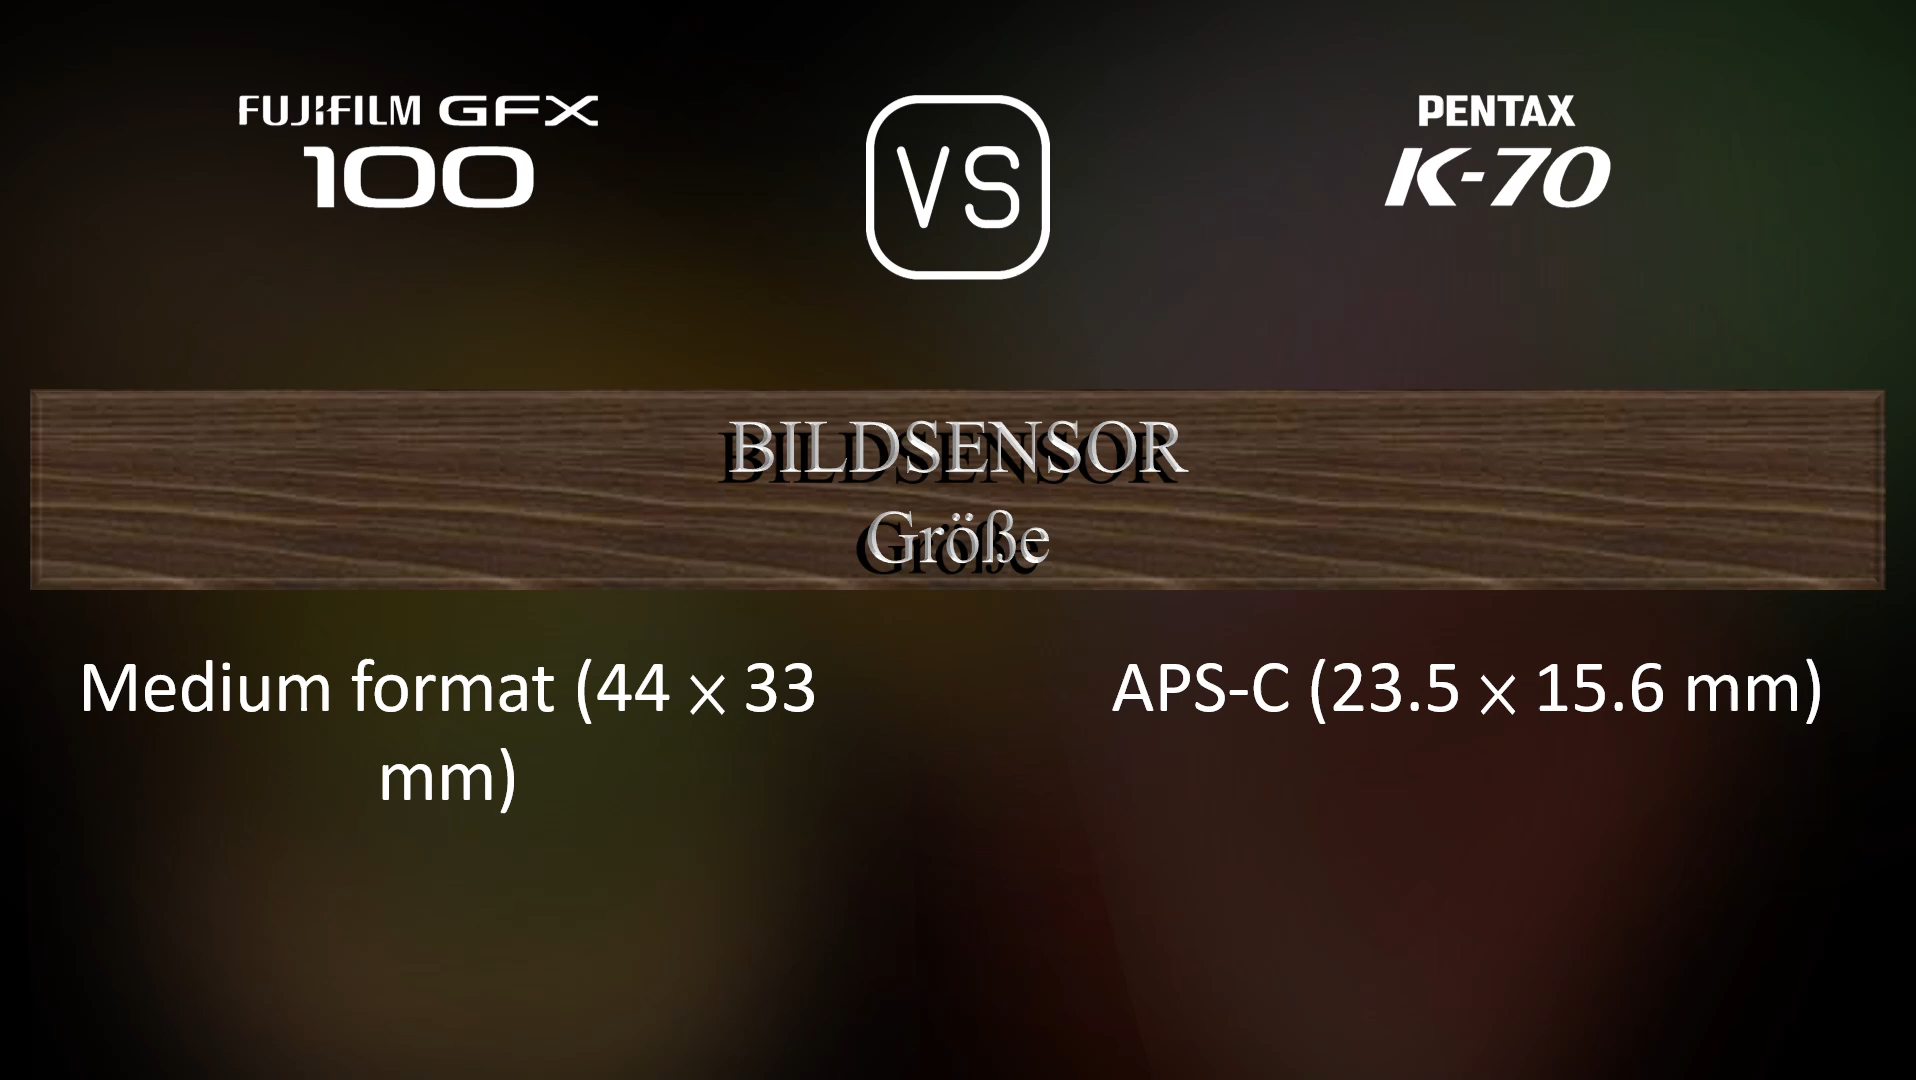 FUJIFILM GFX
100
VS
PENTAX
K-70
BILDSENSOR
Größe
Medium format (44 x 33
mm)
APS-C (23.5 x 15.6 mm)